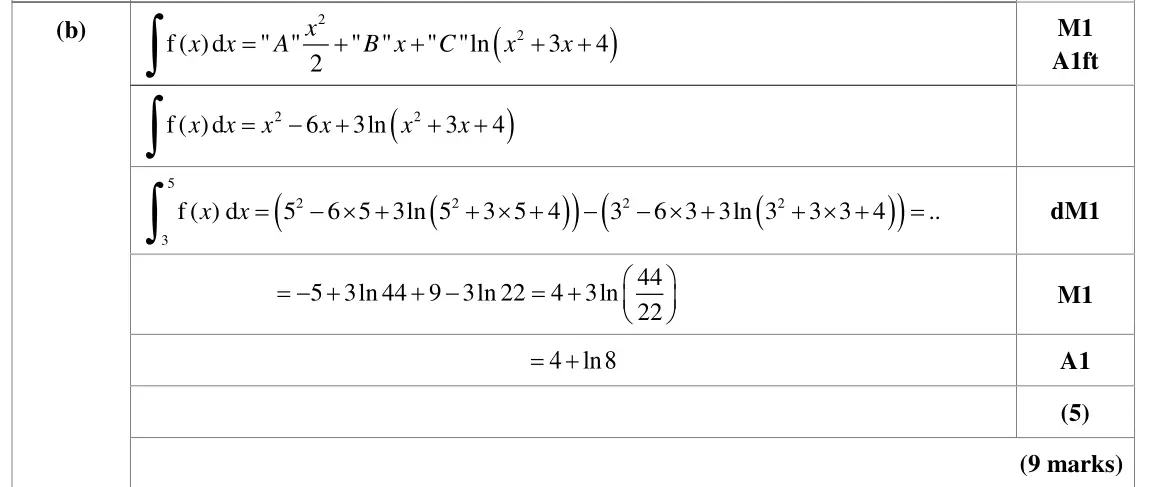 (b) ∫f(x)dx = "A"x²/2 + "B"x + "C"ln(x² + 3x + 4) M1 A1ft
∫f(x)dx = x² − 6x + 3ln(x² + 3x + 4)
∫₃⁵ f(x) dx = (5² − 6×5 + 3ln(5² + 3×5 + 4)) − (3² − 6×3 + 3ln(3² + 3×3 + 4)) = .. dM1
= −5 + 3ln 44 + 9 − 3ln 22 = 4 + 3ln(44/22) M1
= 4 + ln8 A1
(5)
(9 marks)